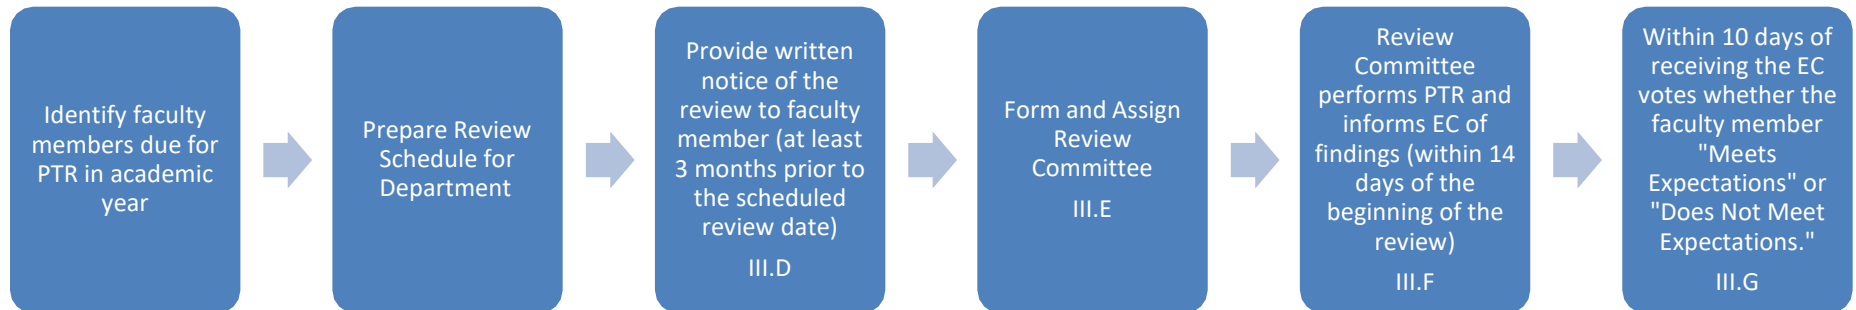 Identify faculty
members due for
PTR in academic
year
Prepare Review
Schedule for
Department
Provide written
notice of the
review to faculty
member (at least
3 months prior to
the scheduled
review date)
III.D
Form and Assign
Review
Committee
III.E
Review
Committee
performs PTR and
informs EC of
findings (within 14
days of the
beginning of the
review)
III.F
Within 10 days of
receiving the EC
votes whether the
faculty member
"Meets
Expectations" or
"Does Not Meet
Expectations."
III.G